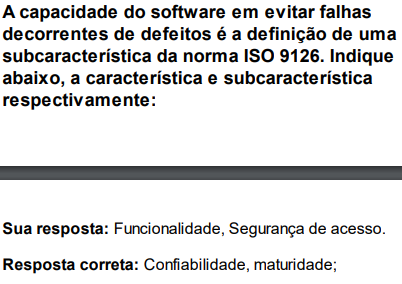 A capacidade do software em evitar falhas
decorrentes de defeitos é a definição de uma
subcaracterística da norma ISO 9126. Indique
abaixo, a característica e subcaracterística
respectivamente:
Sua resposta: Funcionalidade, Segurança de acesso.
Resposta correta: Confiabilidade, maturidade;